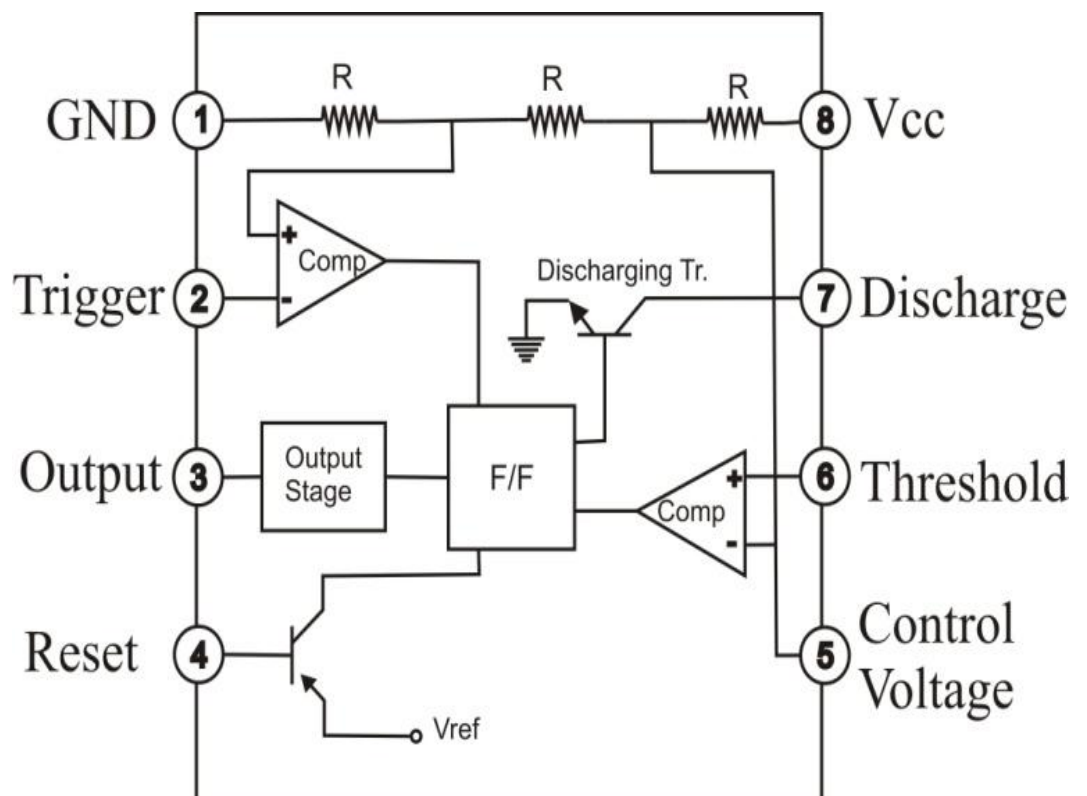 R
R
R
GND
1
8
Vcc
+
Comp
-
Trigger
2
Discharging Tr.
7
Discharge
Output
3
Output
Stage
F/F
+
Comp
-
6
Threshold
Reset
4
5
Control
Voltage
Vref